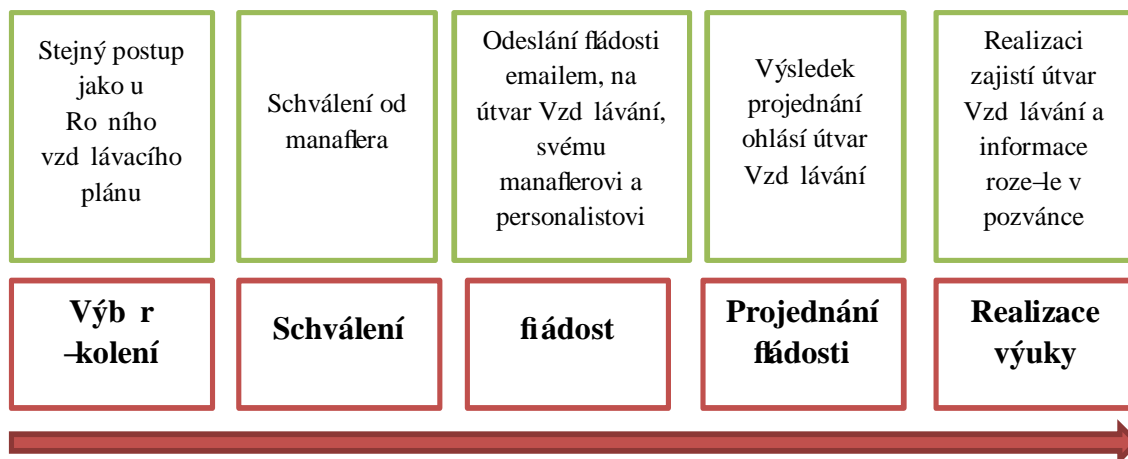 Stejný postup
jako u
Ro ního
vzd lávacího
plánu
Schválení od
manaflera
Odeslání fládosti
emailem, na
útvar Vzd lávání,
svému
manaflerovi a
personalistovi
Výsledek
projednání
ohlásí útvar
Vzd lávání
Realizaci
zajistí útvar
Vzd lávání a
informace
roze–le v
pozvánce
Výb r
–kolení
Schválení
fiádost
Projednání
fládosti
Realizace
výuky